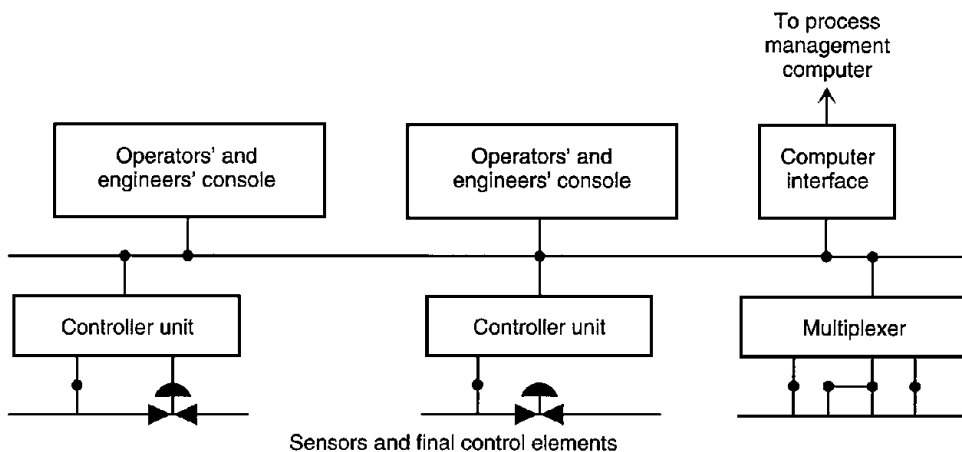 To process
management
computer
Operators' and
engineers' console
Operators' and
engineers' console
Computer
interface
Controller unit
Controller unit
Multiplexer
Sensors and final control elements